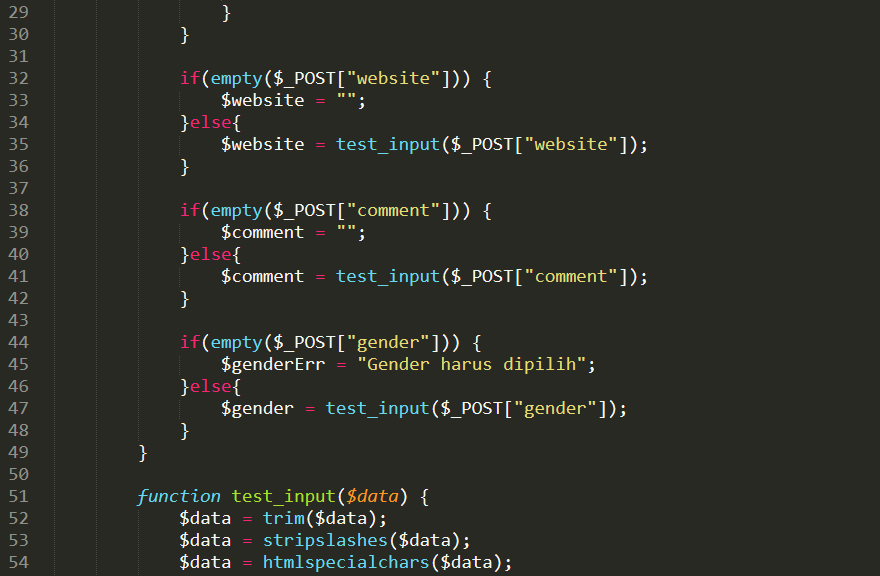 29                    }
30                }
31
32                if(empty($_POST["website"])) {
33                    $website = "";
34                }else{
35                    $website = test_input($_POST["website"]);
36                }
37
38                if(empty($_POST["comment"])) {
39                    $comment = "";
40                }else{
41                    $comment = test_input($_POST["comment"]);
42                }
43
44                if(empty($_POST["gender"])) {
45                    $genderErr = "Gender harus dipilih";
46                }else{
47                    $gender = test_input($_POST["gender"]);
48                }
49            }
50
51            function test_input($data) {
52                $data = trim($data);
53                $data = stripslashes($data);
54                $data = htmlspecialchars($data);